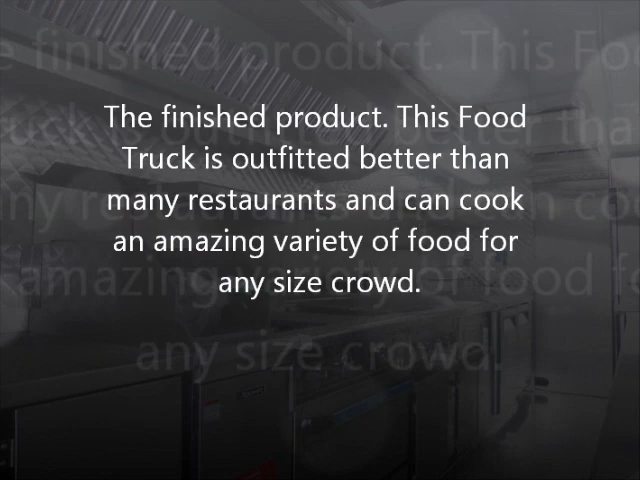 The finished product. This Food
Truck is outfitted better than
many restaurants and can cook
an amazing variety of food for
any size crowd.